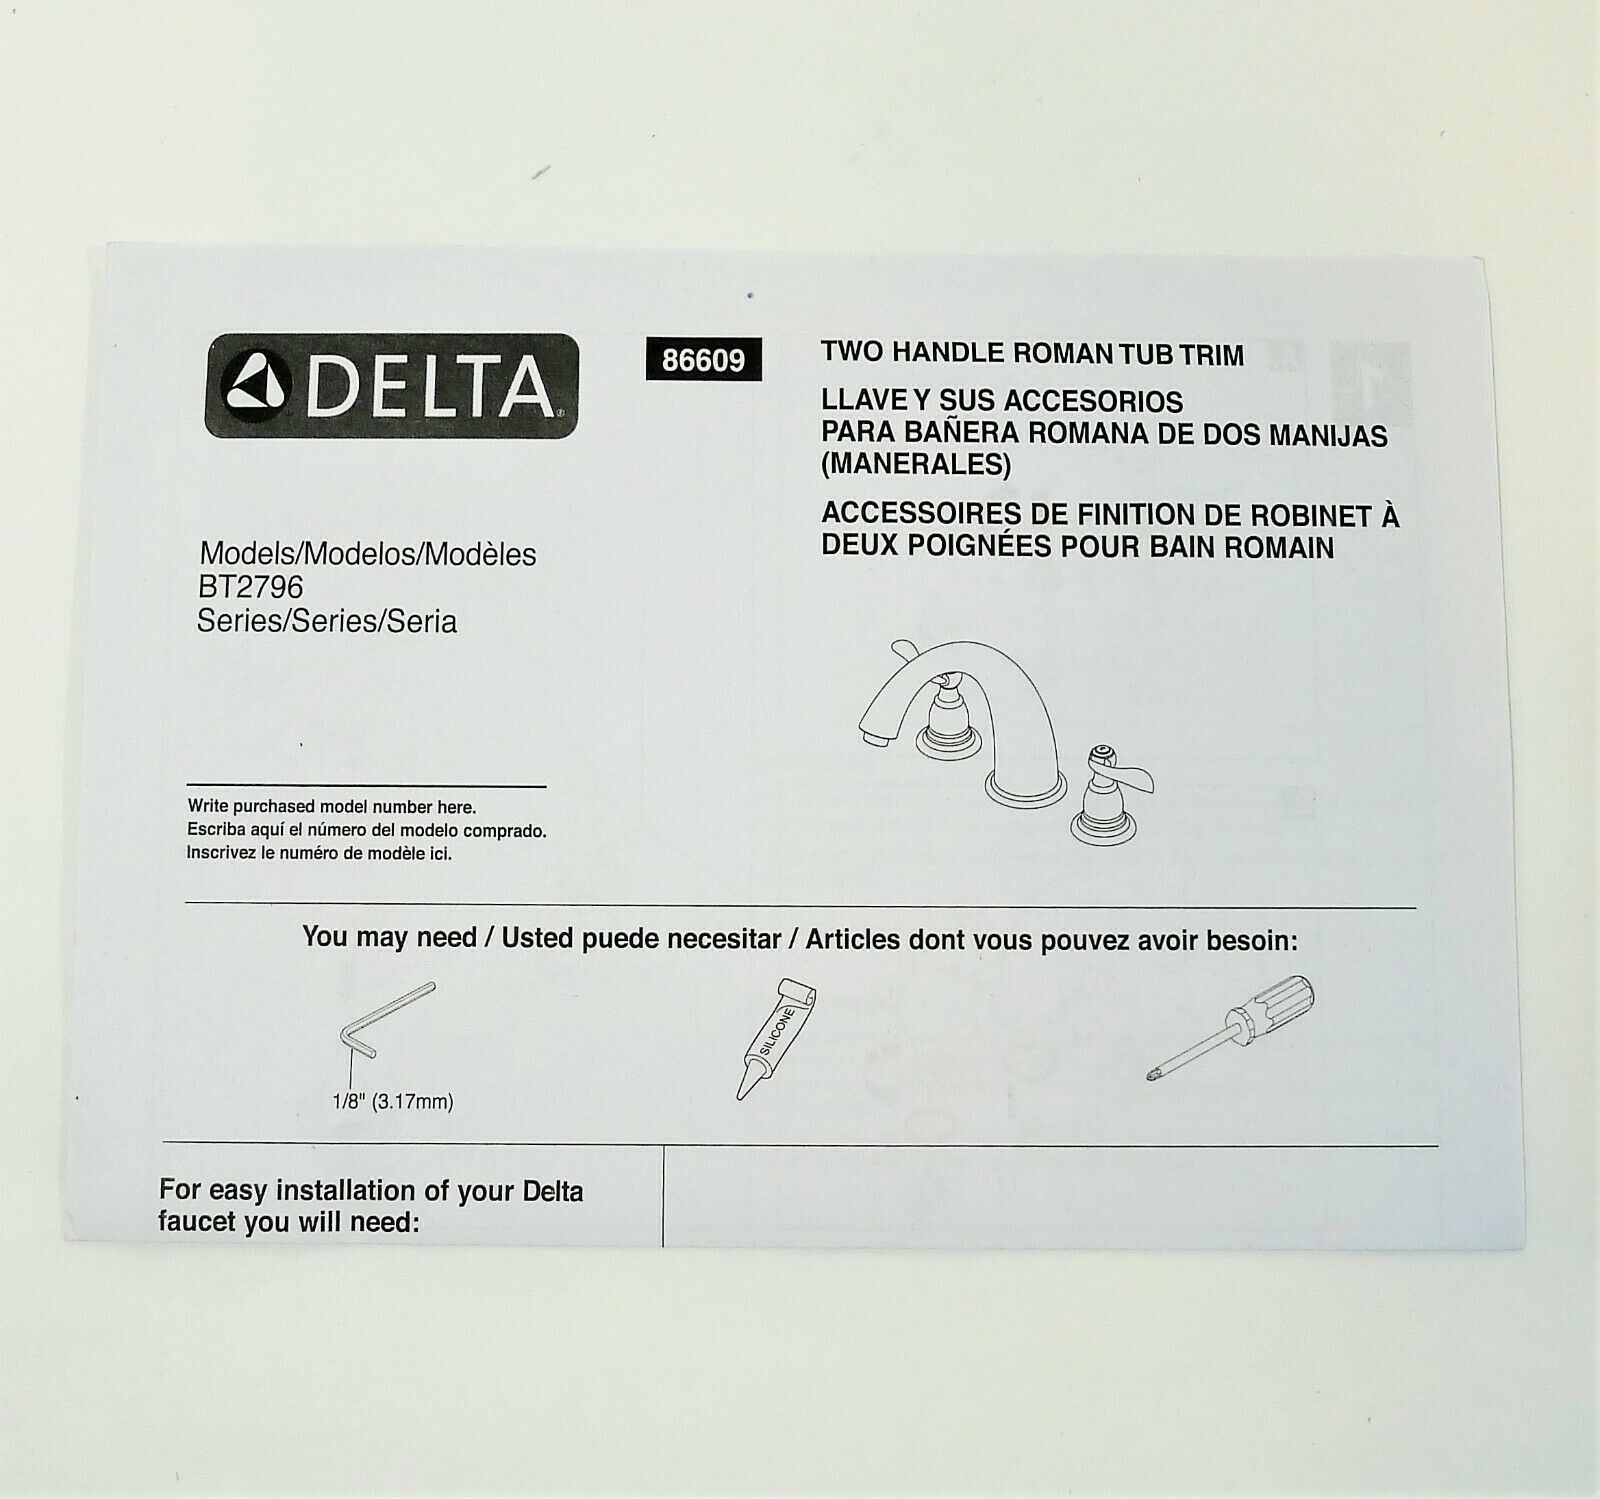 DELTA
86609
TWO HANDLE ROMAN TUB TRIM
LLAVE Y SUS ACCESORIOS
PARA BAÑERA ROMANA DE DOS MANIJAS
(MANERALES)
ACCESSOIRES DE FINITION DE ROBINET À
DEUX POIGNÉES POUR BAIN ROMAIN
Models/Modelos/Modèles
BT2796
Series/Series/Seria
Write purchased model number here.
Escriba aquí el número del modelo comprado.
Inscrivez le numéro de modèle ici.
You may need / Usted puede necesitar / Articles dont vous pouvez avoir besoin:
SILICONE
1/8" (3.17mm)
For easy installation of your Delta
faucet you will need: